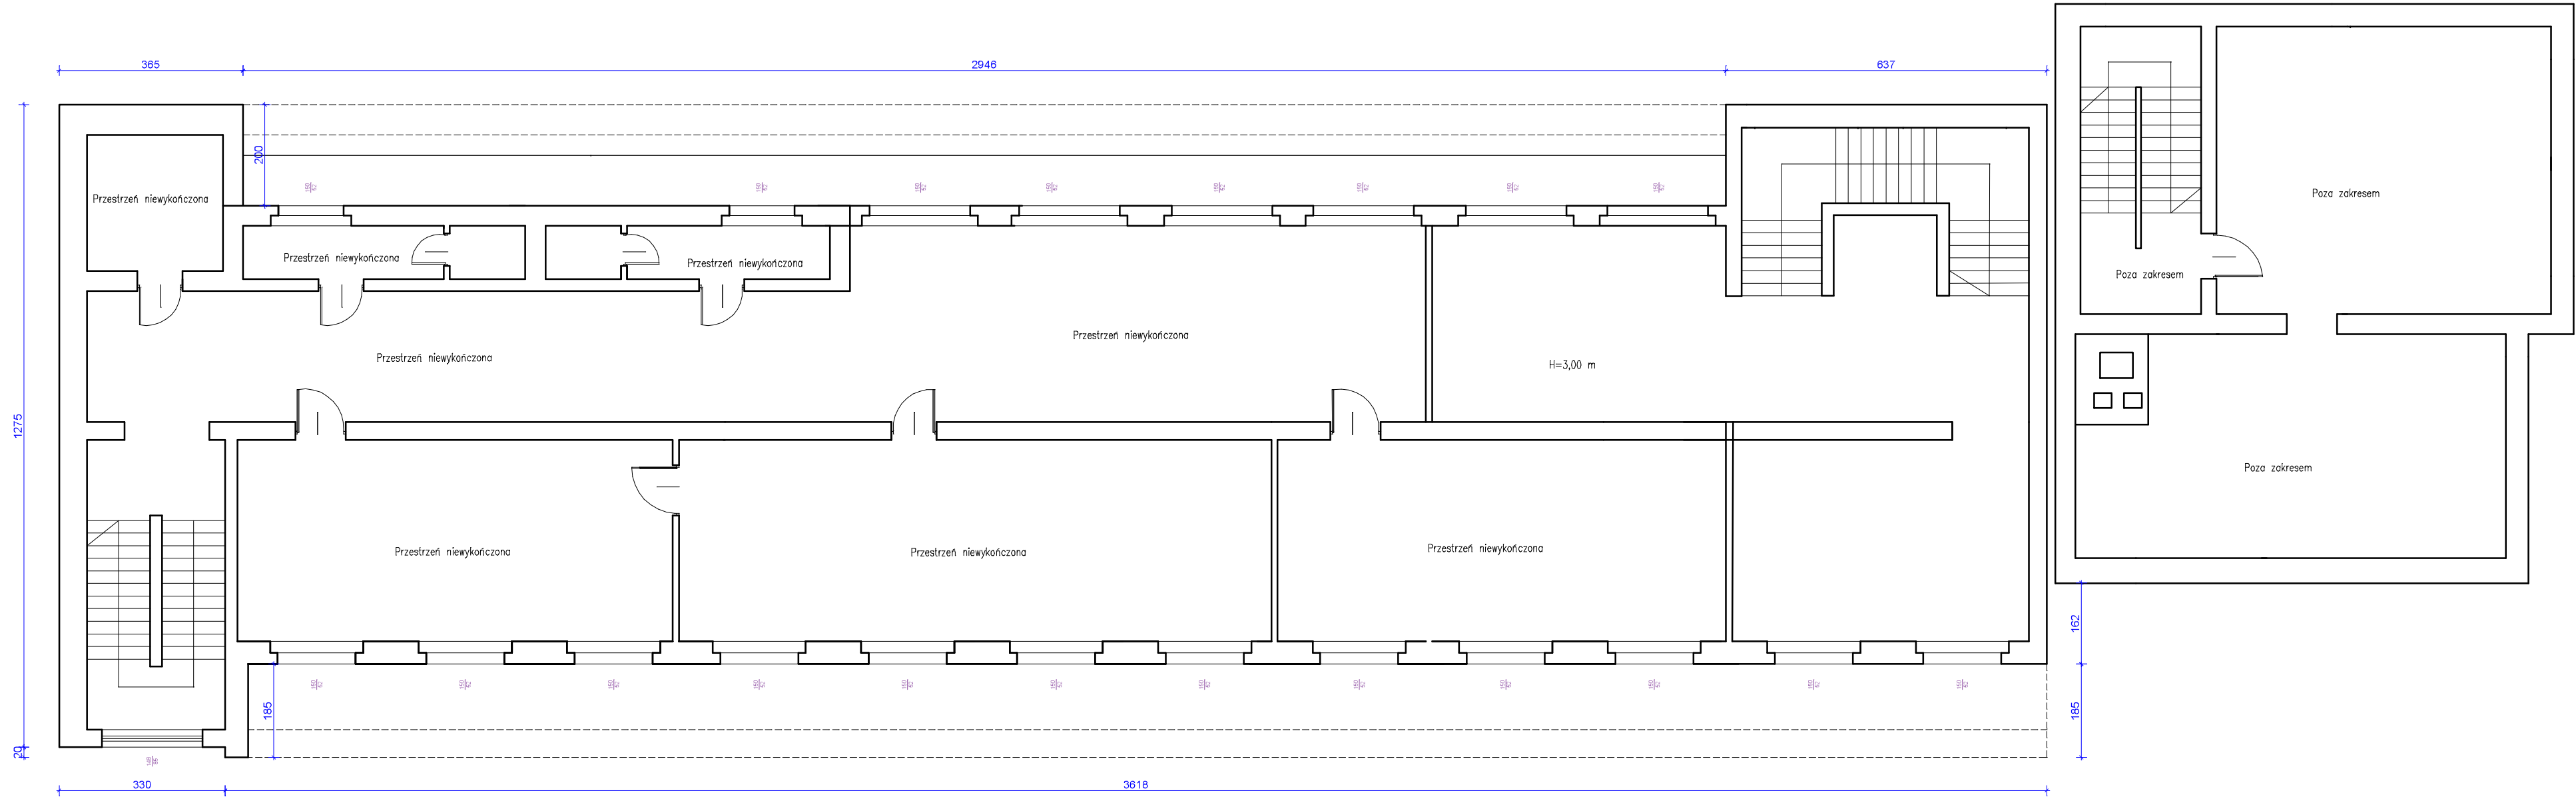 365
2946
637
200
Przestrzeń niewykończona
Przestrzeń niewykończona
Przestrzeń niewykończona
Przestrzeń niewykończona
Przestrzeń niewykończona
H=3,00 m
Poza zakresem
Poza zakresem
Poza zakresem
1275
Przestrzeń niewykończona
Przestrzeń niewykończona
Przestrzeń niewykończona
162
185
185
20
330
3618